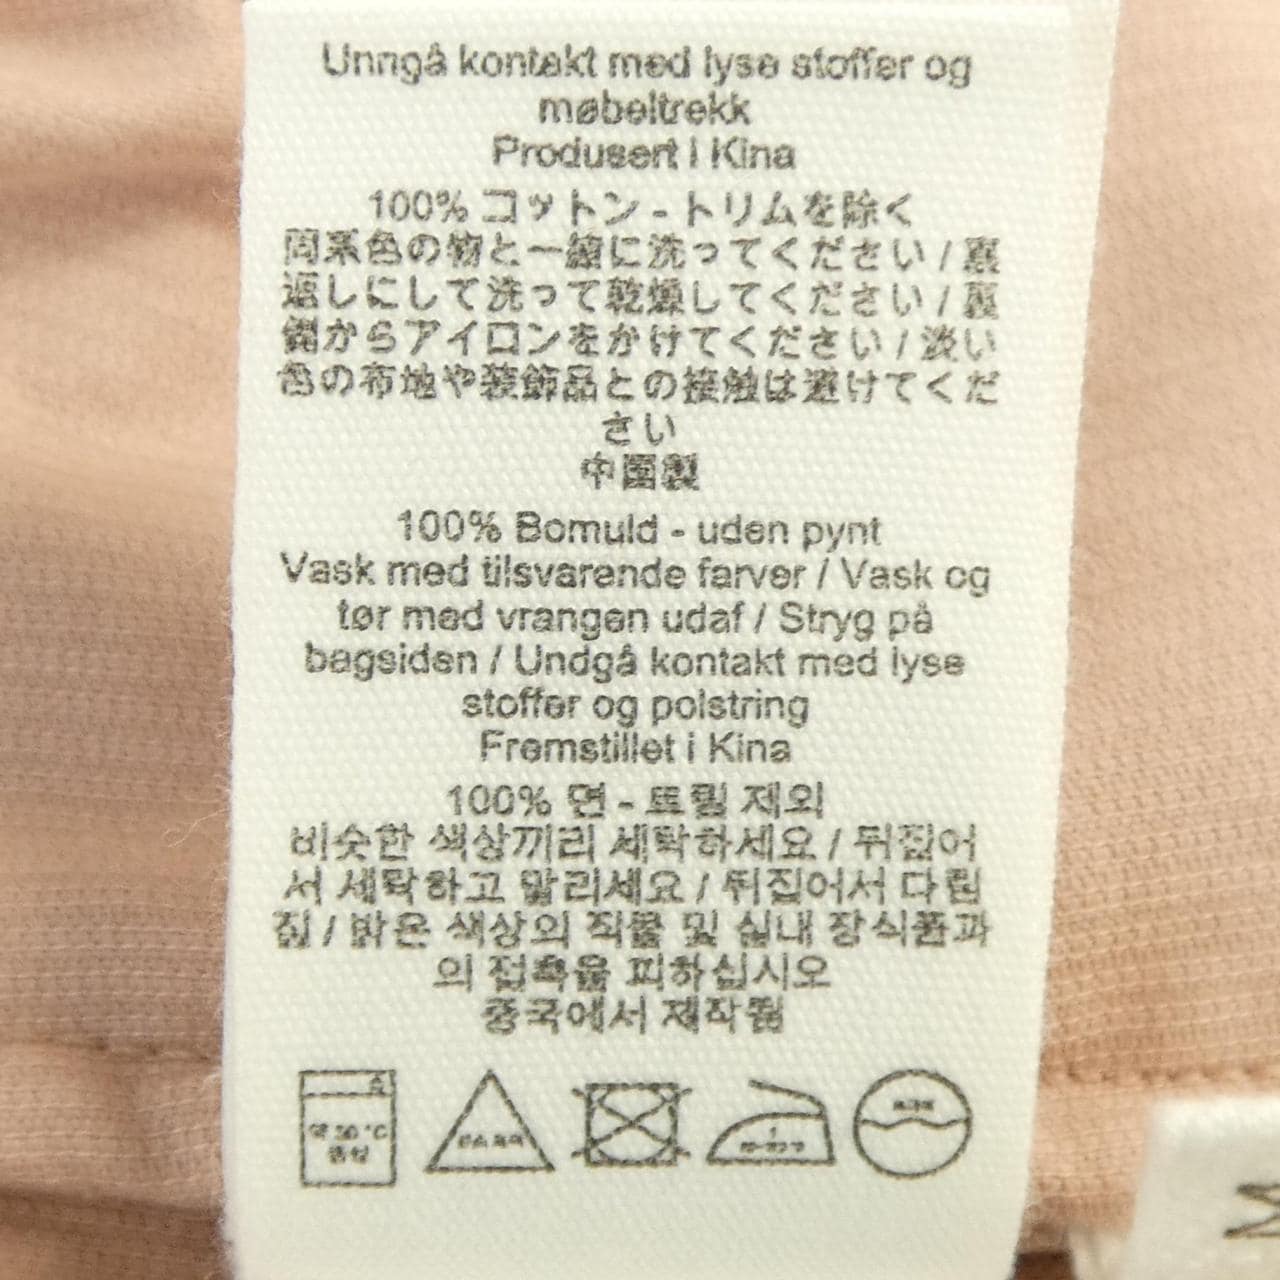 Unngå kontakt med lyse stoffer og
møbeltrekk
Produsert i Kina
100% コットン - トリムを除く
同系色の物と一緒に洗ってください / 裏
返しにして洗って乾燥してください / 裏
側からアイロンをかけてください / 淡い
色の布地や装飾品との接触は避けてくだ
さい
中国製
100% Bomuld - uden pynt
Vask med tilsvarende farver / Vask og
tør med vrangen udaf / Stryg på
bagsiden / Undgå kontakt med lyse
stoffer og polstring
Fremstillet i Kina
100% 면 - 트림 제외
비슷한 색상끼리 세탁하세요 / 뒤집어
서 세탁하고 말리세요 / 뒤집어서 다림
질 / 밝은 색상의 직물 및 실내 장식품과
의 접촉을 피하십시오
중국에서 제작됨
약 30 °C
중성
M